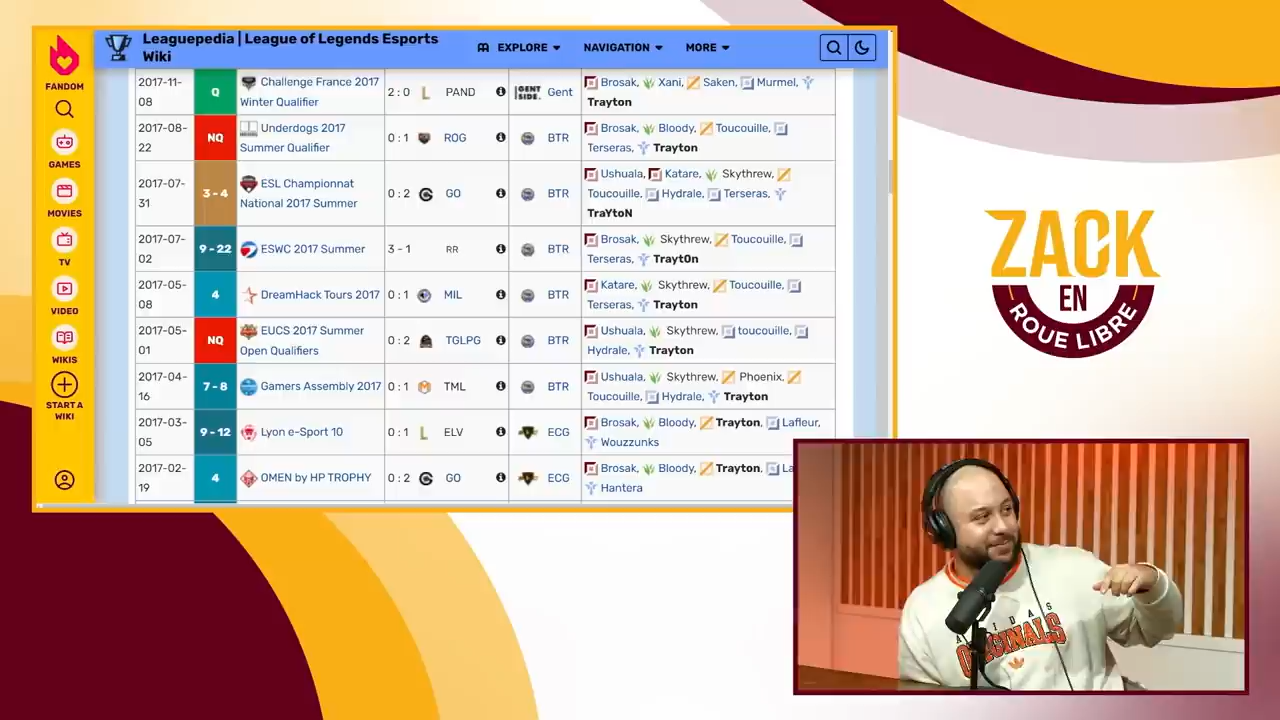 Leaguepedia | League of Legends Esports
Wiki
EXPLORE
NAVIGATION
MORE
FANDOM
GAMES
MOVIES
TV
VIDEO
WIKIS
START A
WIKI
2017-11-
08
Q
Challenge France 2017
Winter Qualifier
2 : 0
PAND
GENT
SIDE.
Gent
Brosak, Xani, Saken, Murmel,
Trayton
2017-08-
22
NQ
Underdogs 2017
Summer Qualifier
0 : 1
ROG
BTR
Brosak, Bloody, Toucouille,
Terseras, Trayton
2017-07-
31
3 - 4
ESL Championnat
National 2017 Summer
0 : 2
GO
BTR
Ushuala, Katare, Skythrew,
Toucouille, Hydrale, Terseras,
TraYtoN
2017-07-
02
9 - 22
ESWC 2017 Summer
3 - 1
RR
BTR
Brosak, Skythrew, Toucouille,
Terseras, Trayt0n
2017-05-
08
4
DreamHack Tours 2017
0 : 1
MIL
BTR
Katare, Skythrew, Toucouille,
Terseras, Trayton
2017-05-
01
NQ
EUCS 2017 Summer
Open Qualifiers
0 : 2
TGLPG
BTR
Ushuala, Skythrew, toucouille,
Hydrale, Trayton
2017-04-
16
7 - 8
Gamers Assembly 2017
0 : 1
TML
BTR
Ushuala, Skythrew, Phoenix,
Toucouille, Hydrale, Trayton
2017-03-
05
9 - 12
Lyon e-Sport 10
0 : 1
ELV
ECG
Brosak, Bloody, Trayton, Lafleur,
Wouzzunks
2017-02-
19
4
OMEN by HP TROPHY
0 : 2
GO
ECG
Brosak, Bloody, Trayton, La
Hantera
ZACK
EN
ROUE LIBRE
ORIGINALS